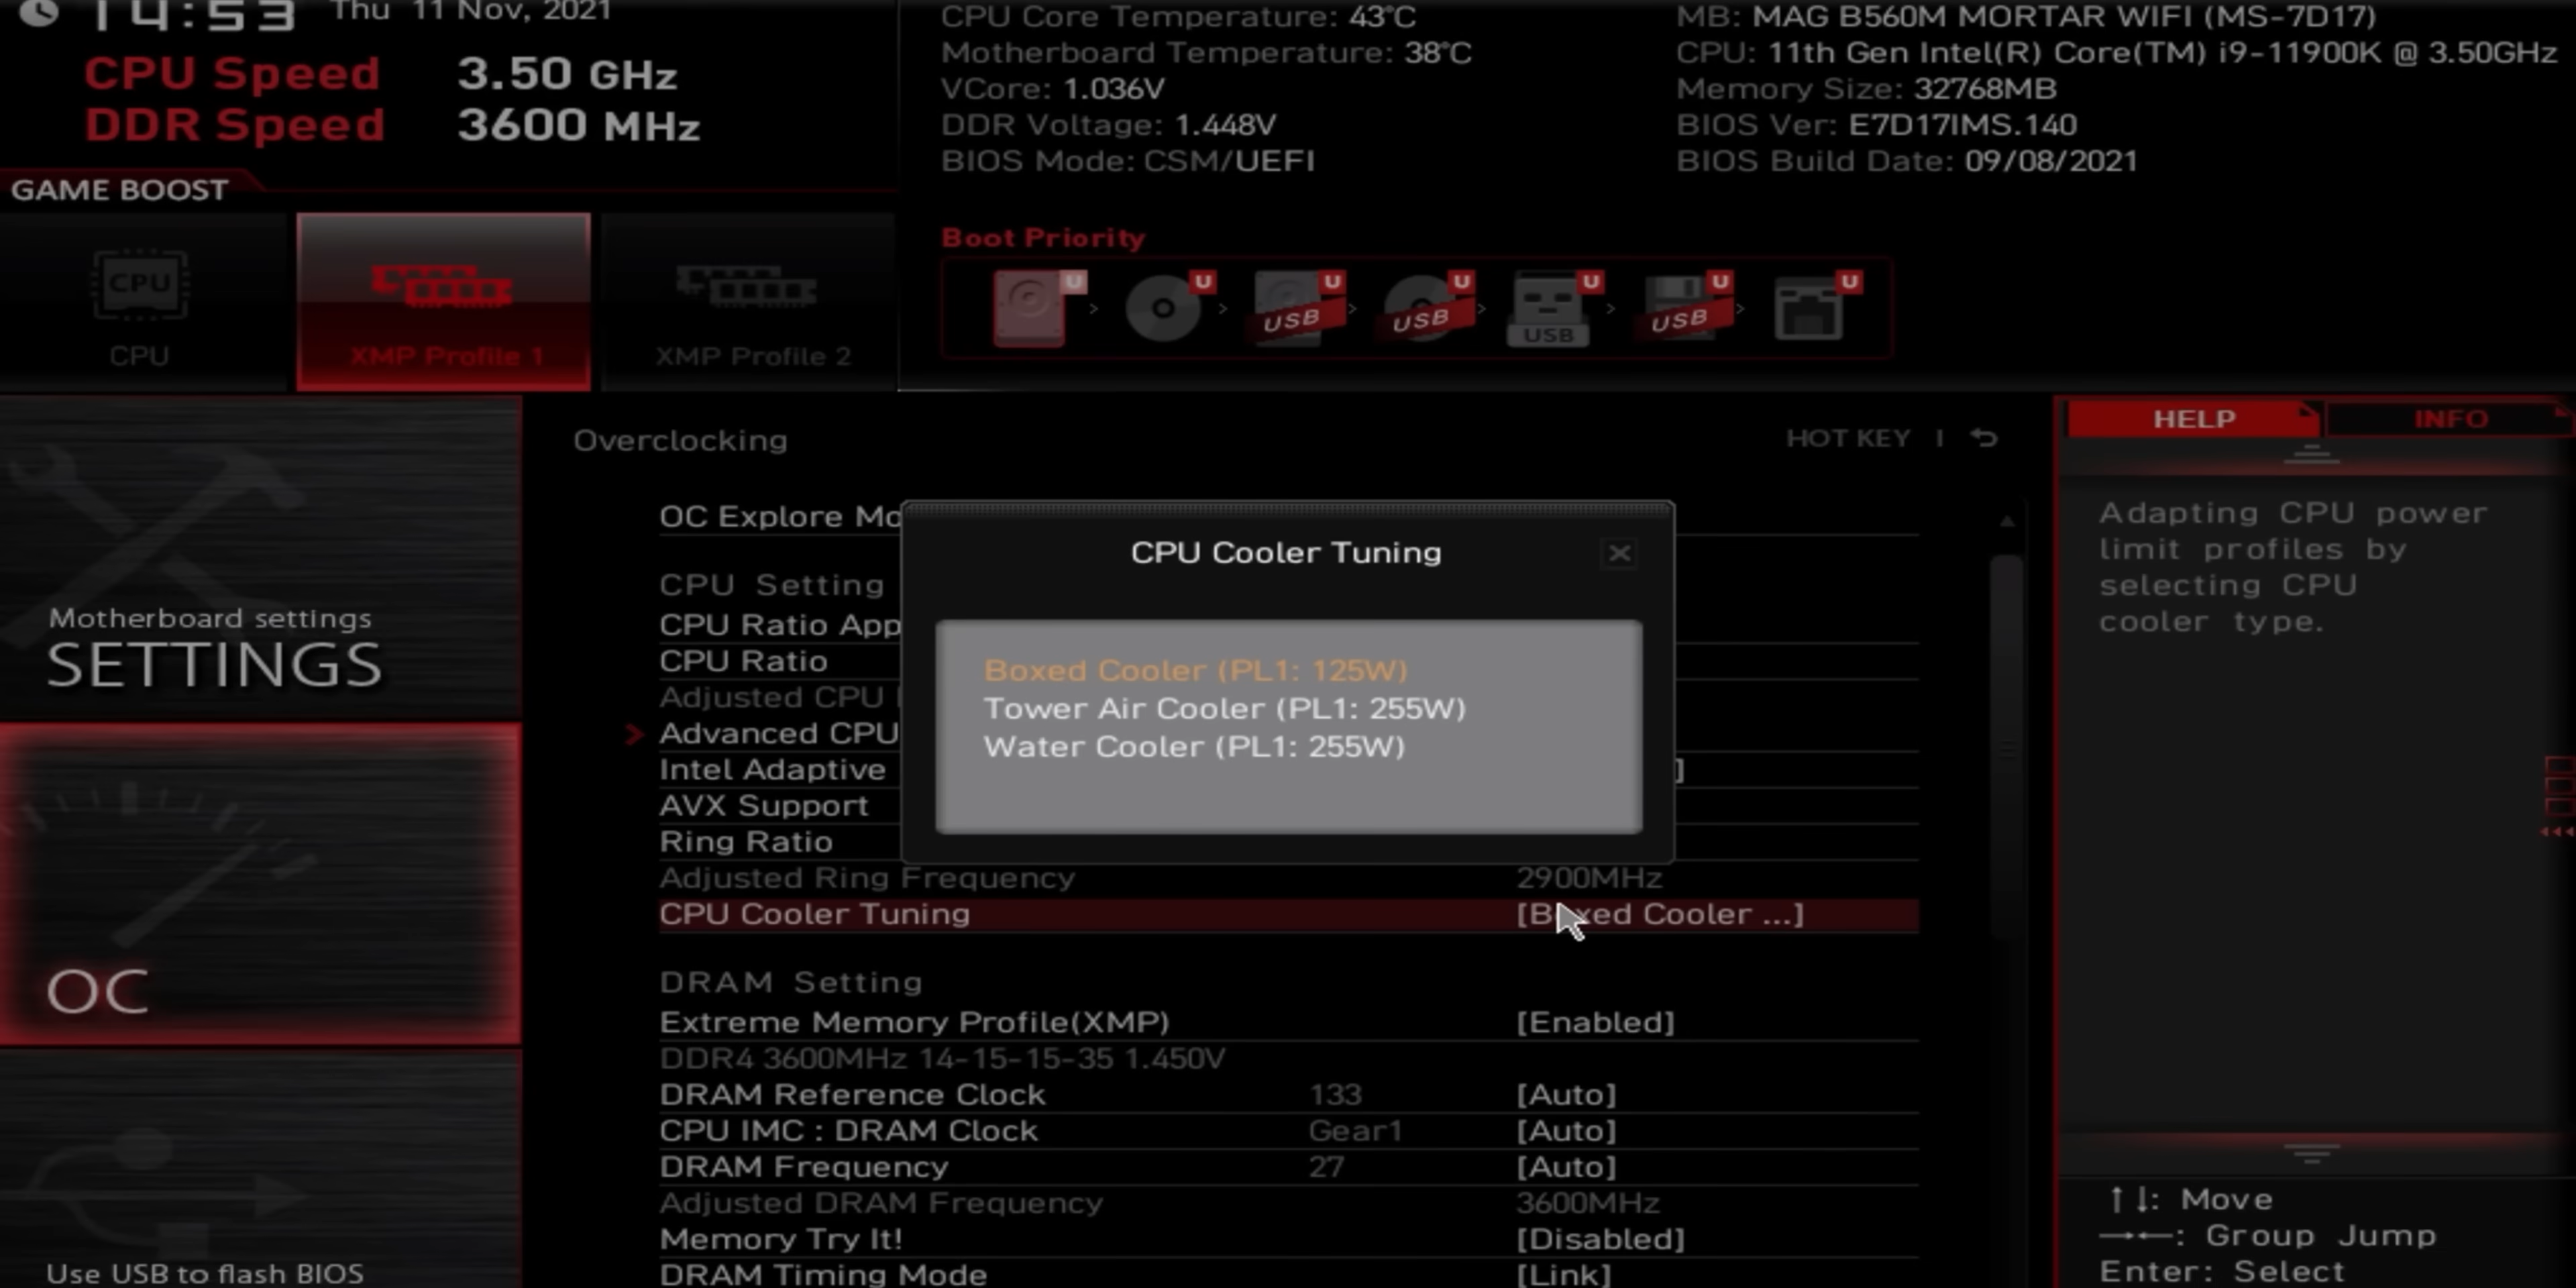 14:53 Thu 11 Nov, 2021
CPU Speed 3.50 GHz
DDR Speed 3600 MHz
CPU Core Temperature: 43°C
Motherboard Temperature: 38°C
VCore: 1.036V
DDR Voltage: 1.448V
BIOS Mode: CSM/UEFI
MB: MAG B560M MORTAR WIFI (MS-7D17)
CPU: 11th Gen Intel(R) Core(TM) i9-11900K @ 3.50GHz
Memory Size: 32768MB
BIOS Ver: E7D17IMS.140
BIOS Build Date: 09/08/2021
GAME BOOST
CPU
CPU
XMP Profile 1
XMP Profile 2
Boot Priority
U U U U U U U
USB USB USB USB
Motherboard settings
SETTINGS
OC
Use USB to flash BIOS
Overclocking
HOT KEY |
OC Explore Mo
CPU Setting
CPU Ratio App
CPU Ratio
Adjusted CPU
Advanced CPU
Intel Adaptive ]
AVX Support
Ring Ratio
Adjusted Ring Frequency 2900MHz
CPU Cooler Tuning [Boxed Cooler ...]
CPU Cooler Tuning
Boxed Cooler (PL1: 125W)
Tower Air Cooler (PL1: 255W)
Water Cooler (PL1: 255W)
DRAM Setting
Extreme Memory Profile(XMP) [Enabled]
DDR4 3600MHz 14-15-15-35 1.450V
DRAM Reference Clock 133 [Auto]
CPU IMC : DRAM Clock Gear1 [Auto]
DRAM Frequency 27 [Auto]
Adjusted DRAM Frequency 3600MHz
Memory Try It! [Disabled]
DRAM Timing Mode [Link]
HELP
INFO
Adapting CPU power
limit profiles by
selecting CPU
cooler type.
↑↓: Move
→←: Group Jump
Enter: Select